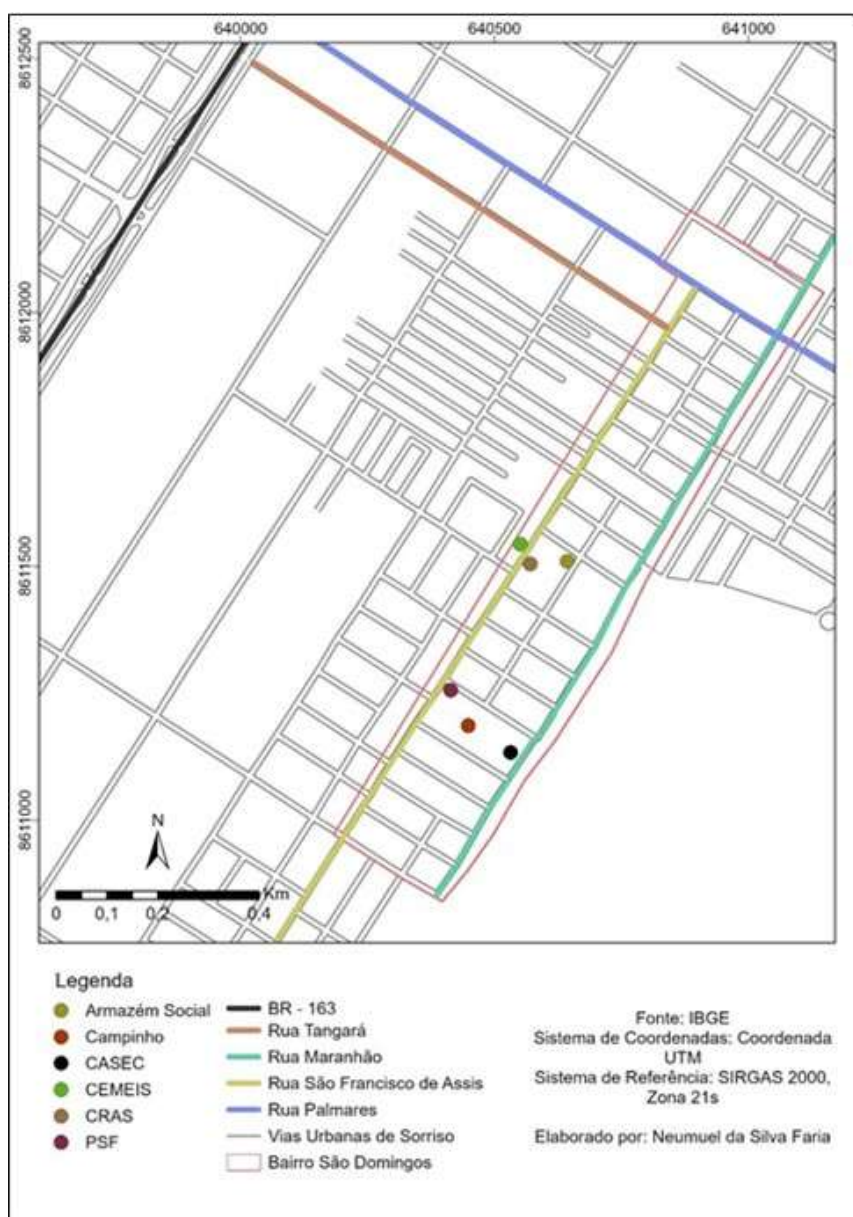 640000
640500
641000
8612500
8612000
8611500
8611000
N
Km
0
0,1
0,2
0,4
Legenda
Armazém Social
Campinho
CASEC
CEMEIS
CRAS
PSF
BR - 163
Rua Tangará
Rua Maranhão
Rua São Francisco de Assis
Rua Palmares
Vias Urbanas de Sorriso
Bairro São Domingos
Fonte: IBGE
Sistema de Coordenadas: Coordenada
UTM
Sistema de Referência: SIRGAS 2000,
Zona 21s
Elaborado por: Neumuel da Silva Faria